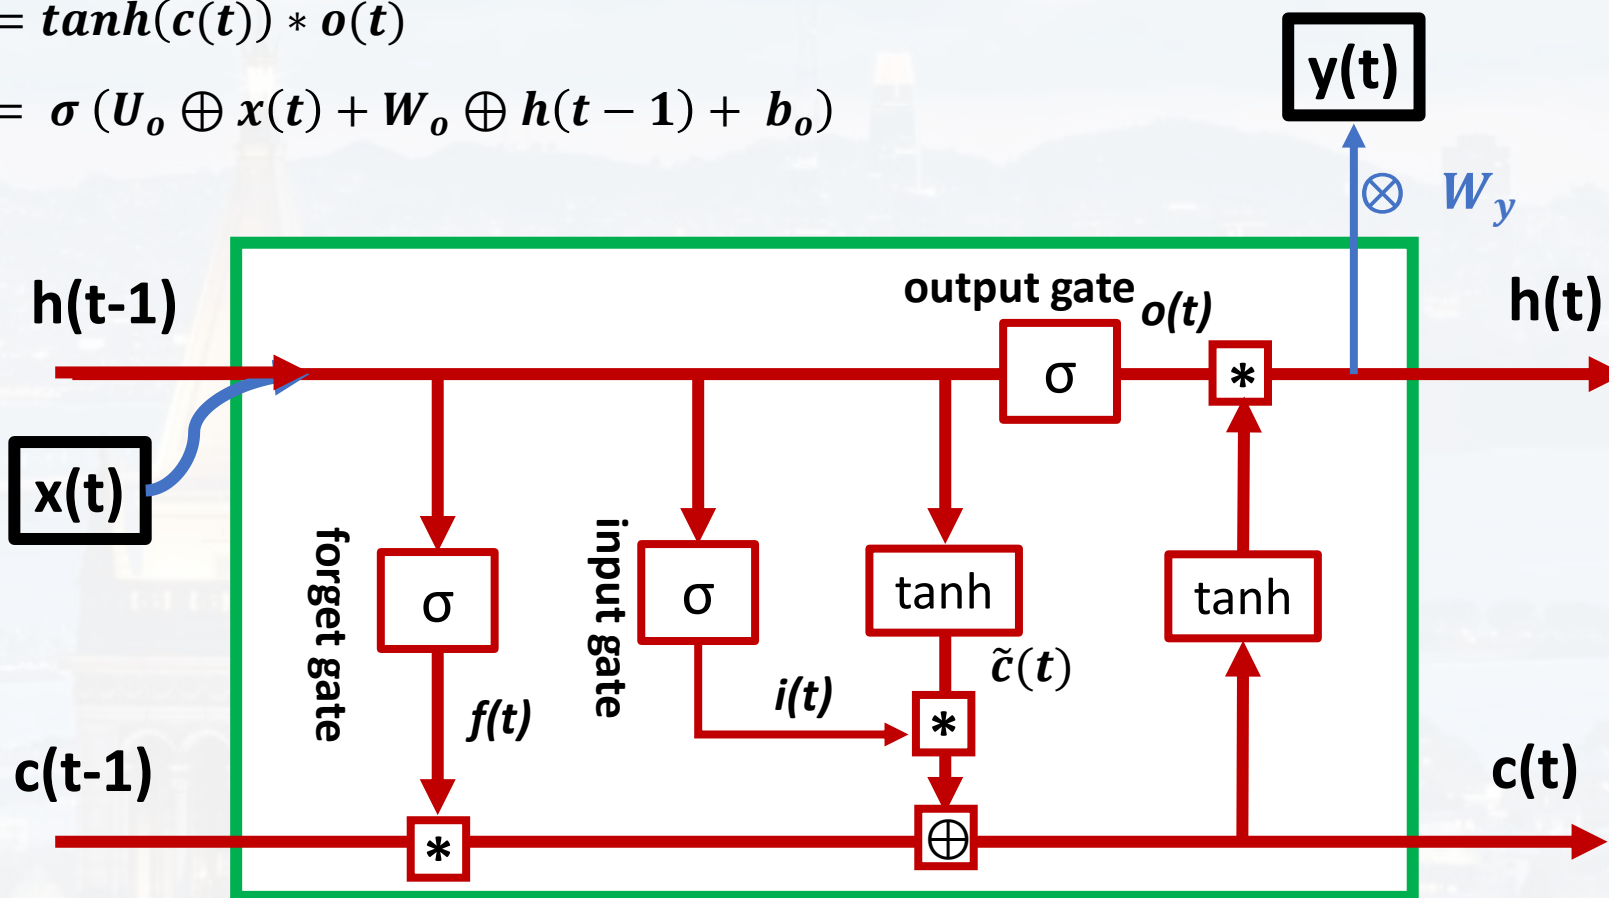 = tanh(c(t)) * o(t)
= σ (U_o ⊕ x(t) + W_o ⊕ h(t − 1) + b_o)
y(t)
⊗ W_y
h(t-1)
output gate o(t)
h(t)
σ
*
x(t)
forget gate
σ
input gate
σ
tanh
tanh
c̃(t)
f(t)
i(t)
*
c(t-1)
c(t)
*
⊕